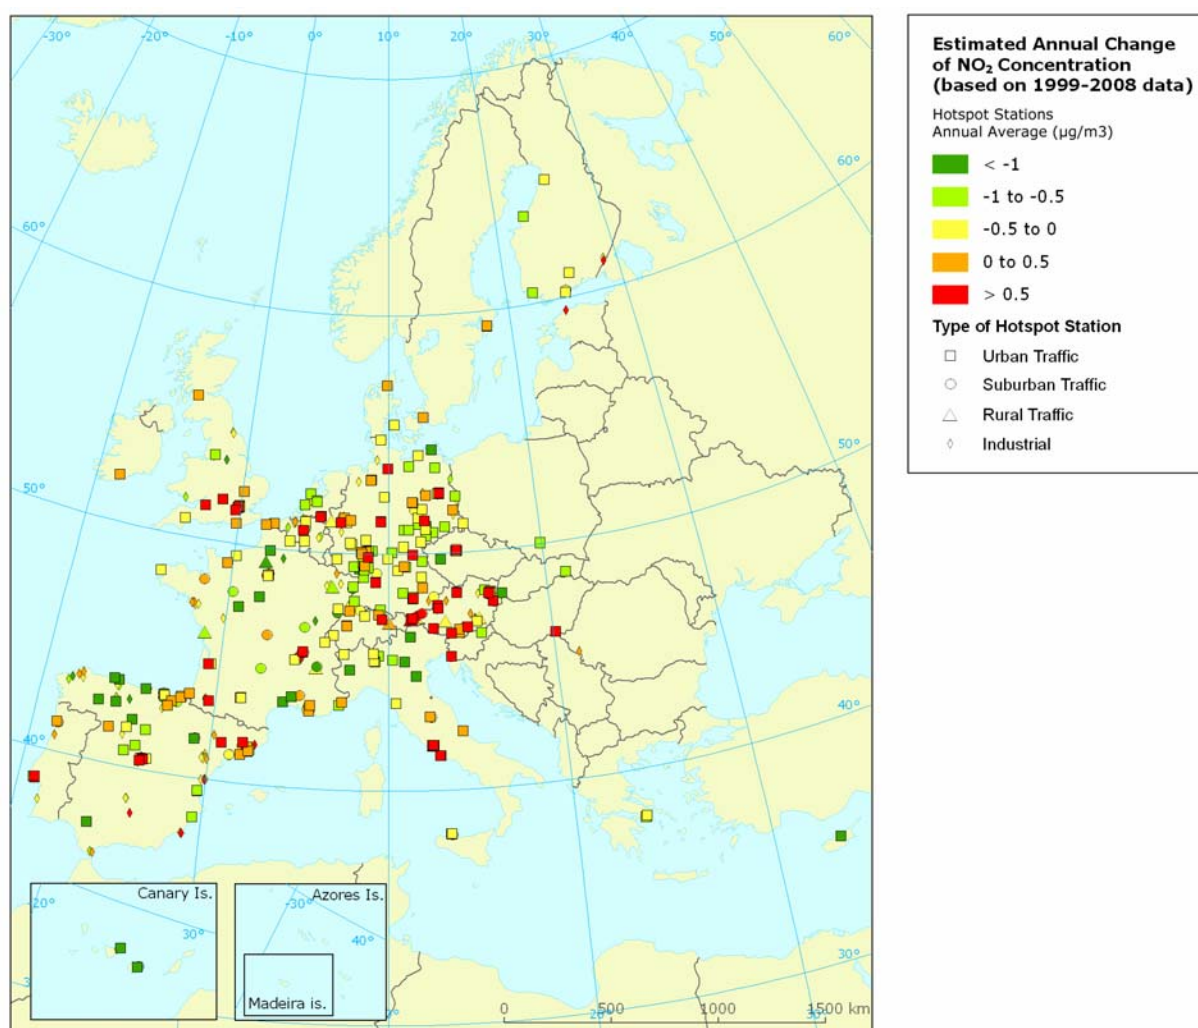 -30°
-20°
-10°
0°
10°
20°
30°
40°
50°
60°
60°
60°
50°
50°
40°
40°
30°
Canary Is.
-20°
30°
Azores Is.
-30°
40°
Madeira is.
0 500 1000 1500 km
20°
Estimated Annual Change
of NO₂ Concentration
(based on 1999-2008 data)
Hotspot Stations
Annual Average (µg/m3)
< -1
-1 to -0.5
-0.5 to 0
0 to 0.5
> 0.5
Type of Hotspot Station
Urban Traffic
Suburban Traffic
Rural Traffic
Industrial